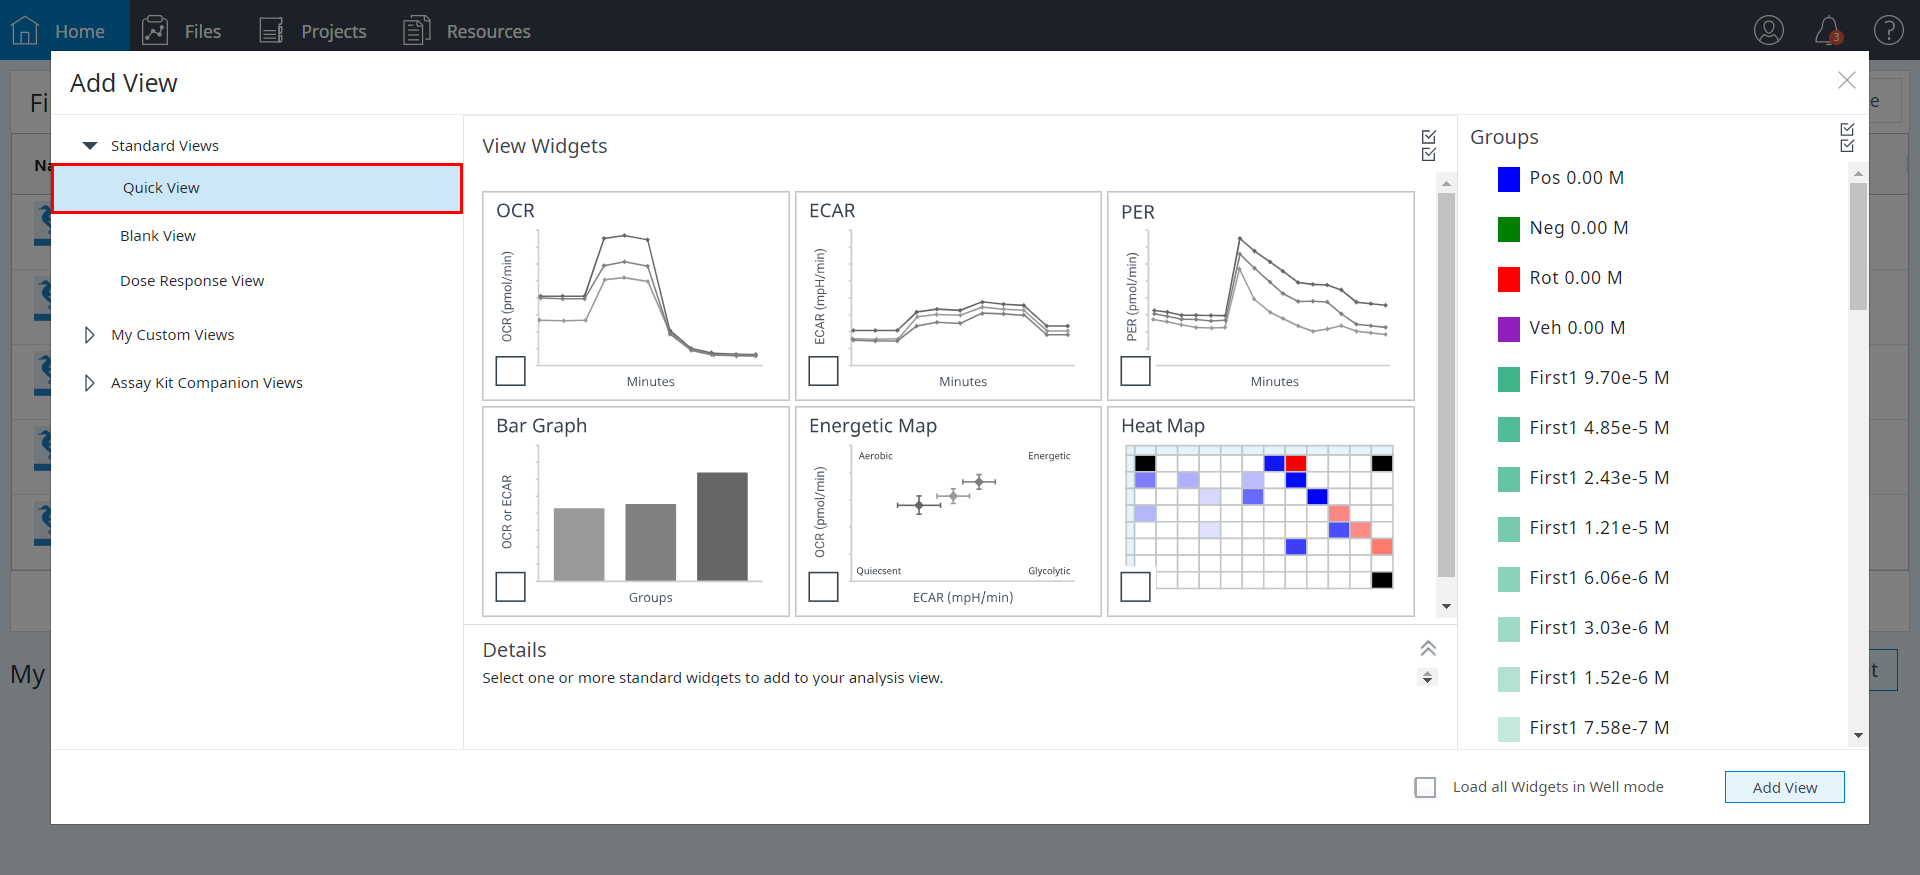 Home
Files
Projects
Resources
3
Fi
e
Add View
Na
Standard Views
Quick View
Blank View
Dose Response View
My Custom Views
Assay Kit Companion Views
View Widgets
OCR
OCR (pmol/min)
Minutes
ECAR
ECAR (mpH/min)
Minutes
PER
PER (pmol/min)
Minutes
Bar Graph
OCR or ECAR
Groups
Energetic Map
Aerobic
Energetic
OCR (pmol/min)
Quiecsent
Glycolytic
ECAR (mpH/min)
Heat Map
Details
Select one or more standard widgets to add to your analysis view.
Groups
Pos 0.00 M
Neg 0.00 M
Rot 0.00 M
Veh 0.00 M
First1 9.70e-5 M
First1 4.85e-5 M
First1 2.43e-5 M
First1 1.21e-5 M
First1 6.06e-6 M
First1 3.03e-6 M
First1 1.52e-6 M
First1 7.58e-7 M
My
t
Load all Widgets in Well mode
Add View